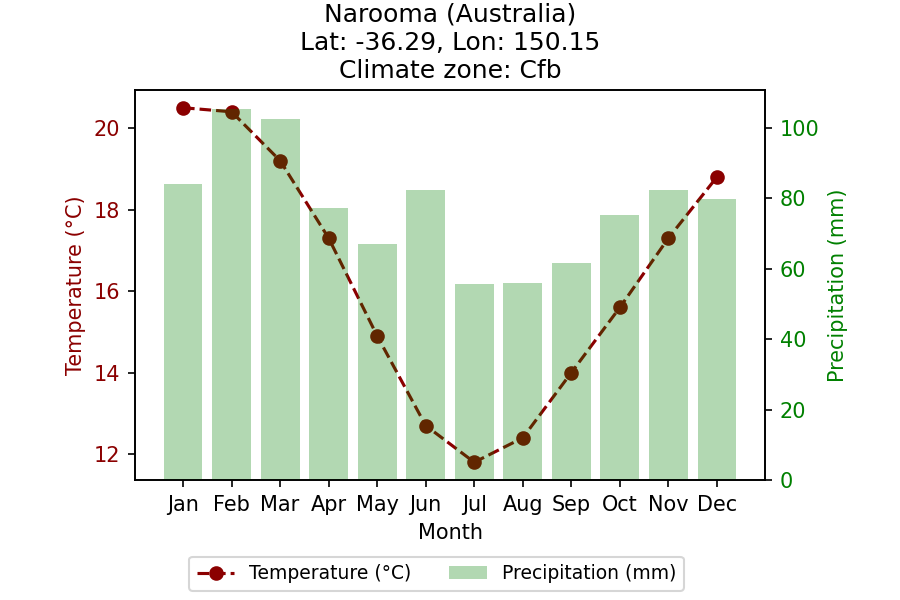 Narooma (Australia)
Lat: -36.29, Lon: 150.15
Climate zone: Cfb
Temperature (°C)
20
18
16
14
12
100
80
60
40
20
0
Precipitation (mm)
Jan Feb Mar Apr May Jun Jul Aug Sep Oct Nov Dec
Month
Temperature (°C) Precipitation (mm)